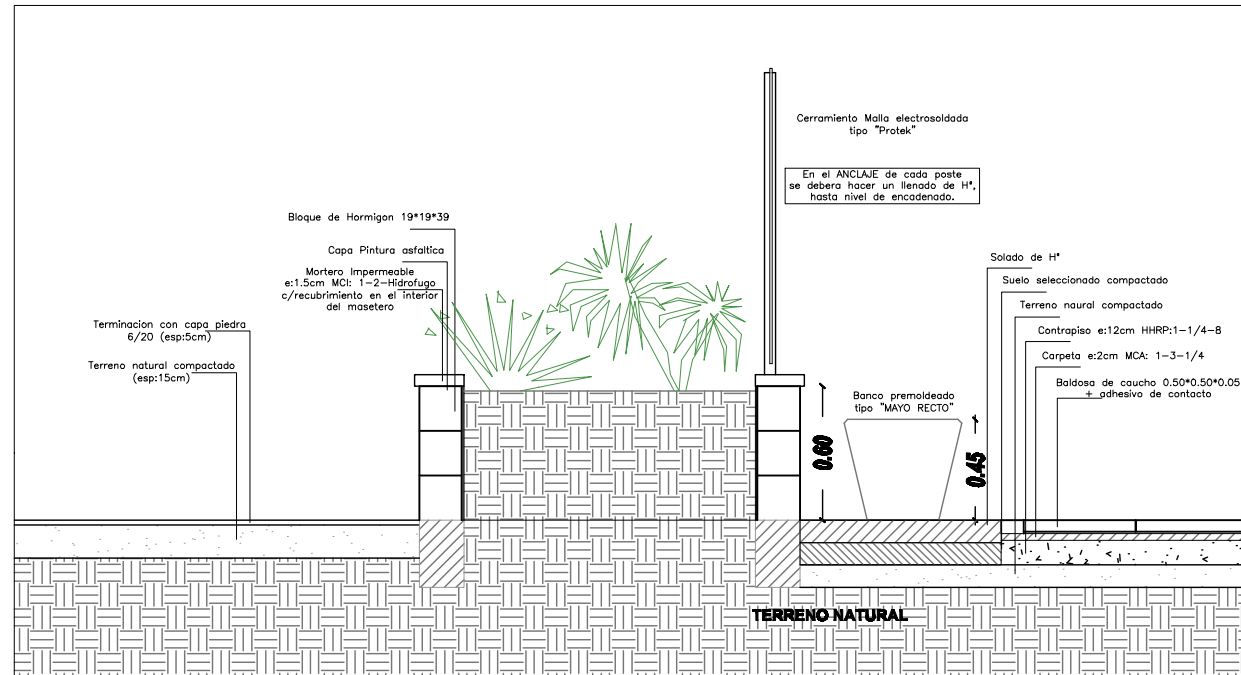 Cerramiento Malla electrosoldada
tipo "Protek"
En el ANCLAJE de cada poste
se debera hacer un llenado de H°,
hasta nivel de encadenado.
Bloque de Hormigon 19*19*39
Capa Pintura asfaltica
Mortero Impermeable
e:1.5cm MCI: 1-2-Hidrofugo
c/recubrimiento en el interior
del masetero
Terminacion con capa piedra
6/20 (esp:5cm)
Terreno natural compactado
(esp:15cm)
Solado de H°
Suelo seleccionado compactado
Terreno naural compactado
Contrapiso e:12cm HHRP:1-1/4-8
Carpeta e:2cm MCA: 1-3-1/4
Baldosa de caucho 0.50*0.50*0.05
+ adhesivo de contacto
Banco premoldeado
tipo "MAYO RECTO"
0.60
0.45
TERRENO NATURAL